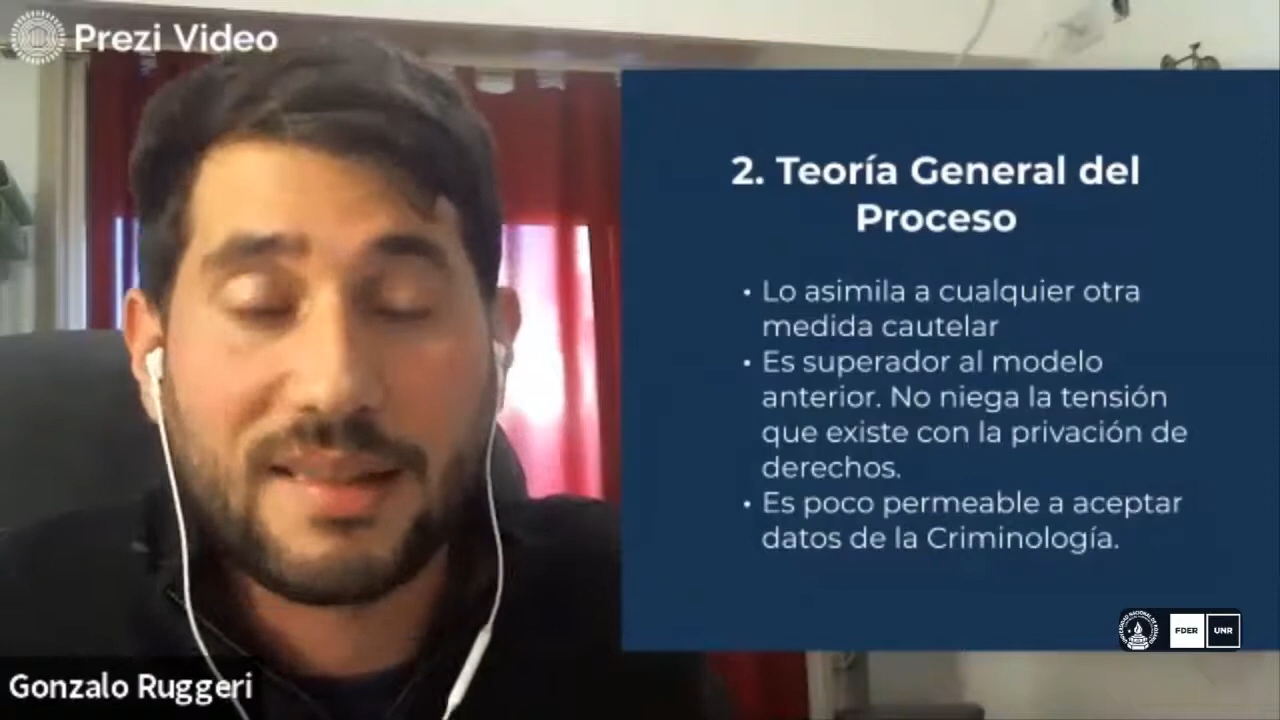 Prezi Video
2. Teoría General del
Proceso
• Lo asimila a cualquier otra
medida cautelar
• Es superador al modelo
anterior. No niega la tensión
que existe con la privación de
derechos.
• Es poco permeable a aceptar
datos de la Criminología.
FDER
UNR
Gonzalo Ruggeri